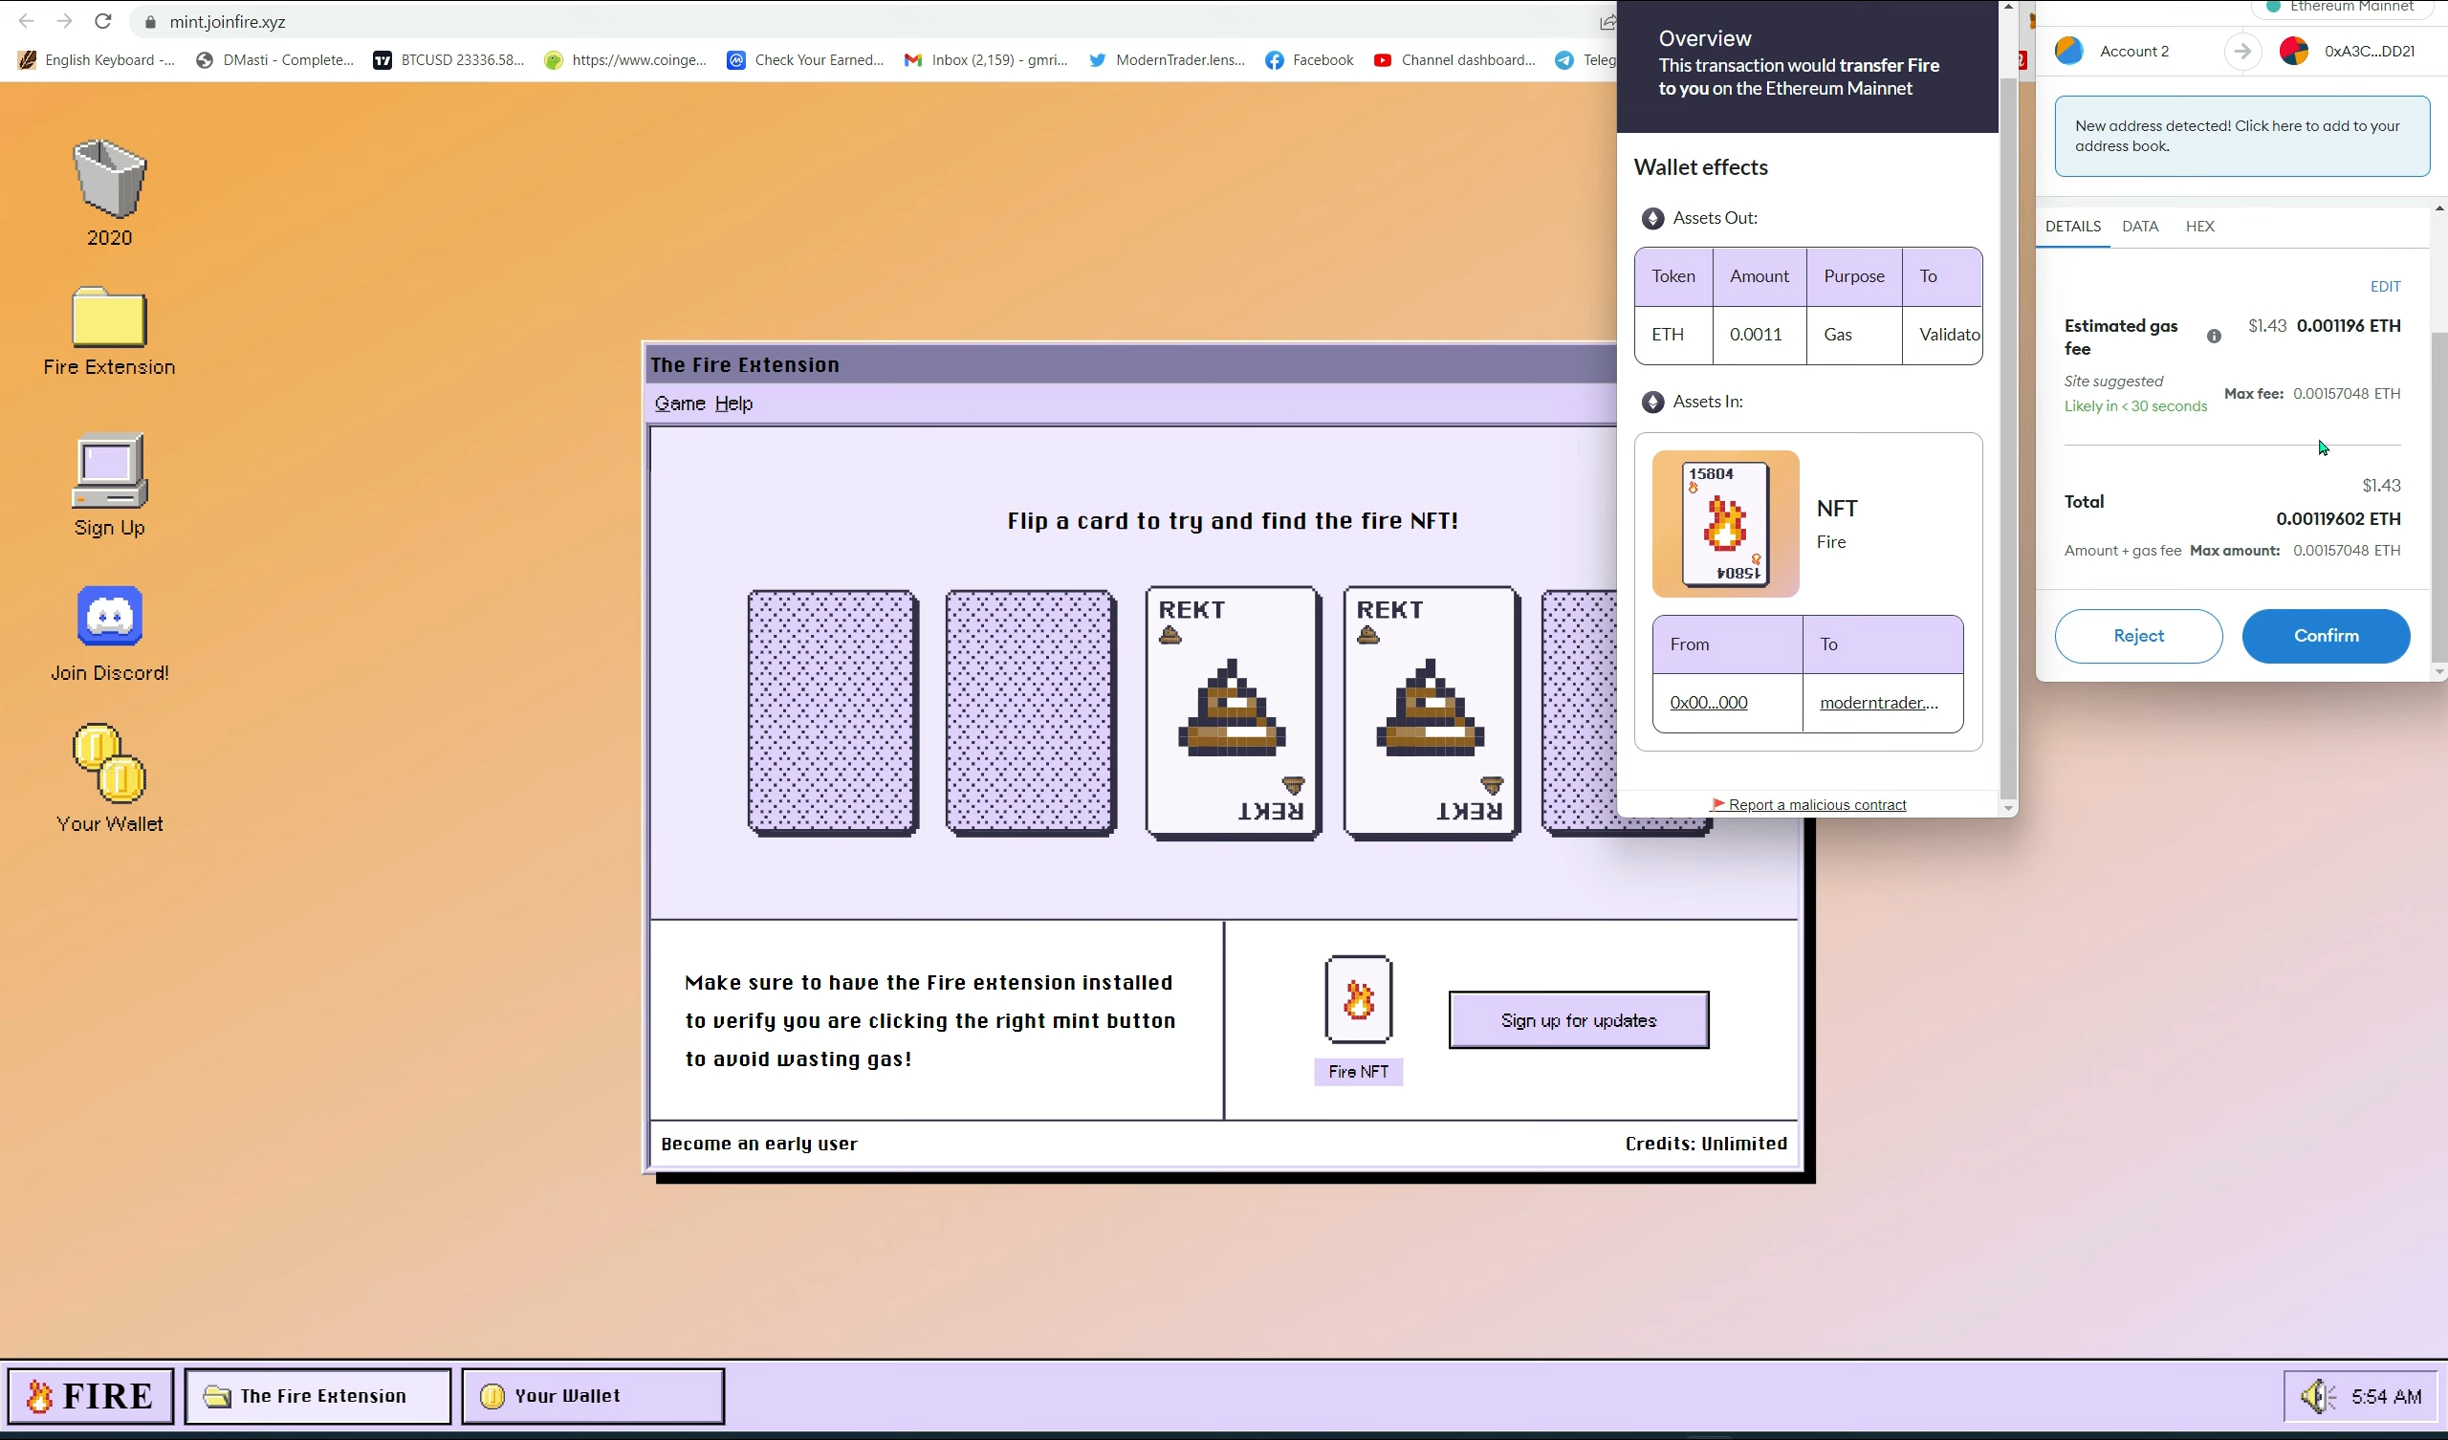 mint.joinfire.xyz
English Keyboard -...
DMasti - Complete...
BTCUSD 23336.58...
https://www.coinge...
Check Your Earned...
Inbox (2,159) - gmri...
ModernTrader.lens...
Facebook
Channel dashboard...
Teleg
2020
Fire Extension
Sign Up
Join Discord!
Your Wallet
The Fire Extension
Game Help
Flip a card to try and find the fire NFT!
REKT
REKT
REKT
REKT
Make sure to have the Fire extension installed
to verify you are clicking the right mint button
to avoid wasting gas!
Fire NFT
Sign up for updates
Become an early user
Credits: Unlimited
Overview
This transaction would transfer Fire
to you on the Ethereum Mainnet
Wallet effects
Assets Out:
Token Amount Purpose To
ETH 0.0011 Gas Validato
Assets In:
15804
15804
NFT
Fire
From To
0x00...000 moderntrader....
Report a malicious contract
Ethereum Mainnet
Account 2
0xA3C...DD21
New address detected! Click here to add to your
address book.
DETAILS DATA HEX
EDIT
Estimated gas
fee
$1.43 0.001196 ETH
Site suggested
Likely in < 30 seconds
Max fee: 0.00157048 ETH
$1.43
Total
0.00119602 ETH
Amount + gas fee Max amount: 0.00157048 ETH
Reject
Confirm
FIRE
The Fire Extension
Your Wallet
5:54 AM